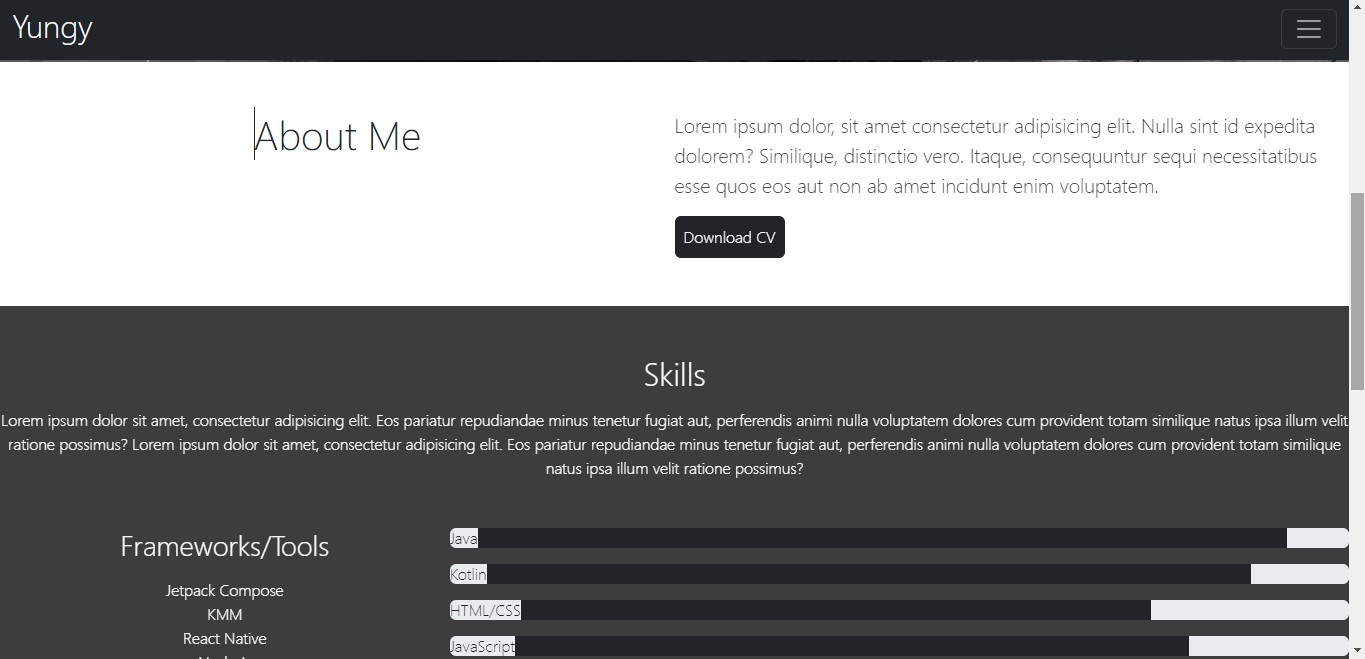 Yungy
About Me
Lorem ipsum dolor, sit amet consectetur adipisicing elit. Nulla sint id expedita
dolorem? Similique, distinctio vero. Itaque, consequuntur sequi necessitatibus
esse quos eos aut non ab amet incidunt enim voluptatem.
Download CV
Skills
Lorem ipsum dolor sit amet, consectetur adipisicing elit. Eos pariatur repudiandae minus tenetur fugiat aut, perferendis animi nulla voluptatem dolores cum provident totam similique natus ipsa illum velit
ratione possimus? Lorem ipsum dolor sit amet, consectetur adipisicing elit. Eos pariatur repudiandae minus tenetur fugiat aut, perferendis animi nulla voluptatem dolores cum provident totam similique
natus ipsa illum velit ratione possimus?
Frameworks/Tools
Jetpack Compose
KMM
React Native
Java
Kotlin
HTML/CSS
JavaScript